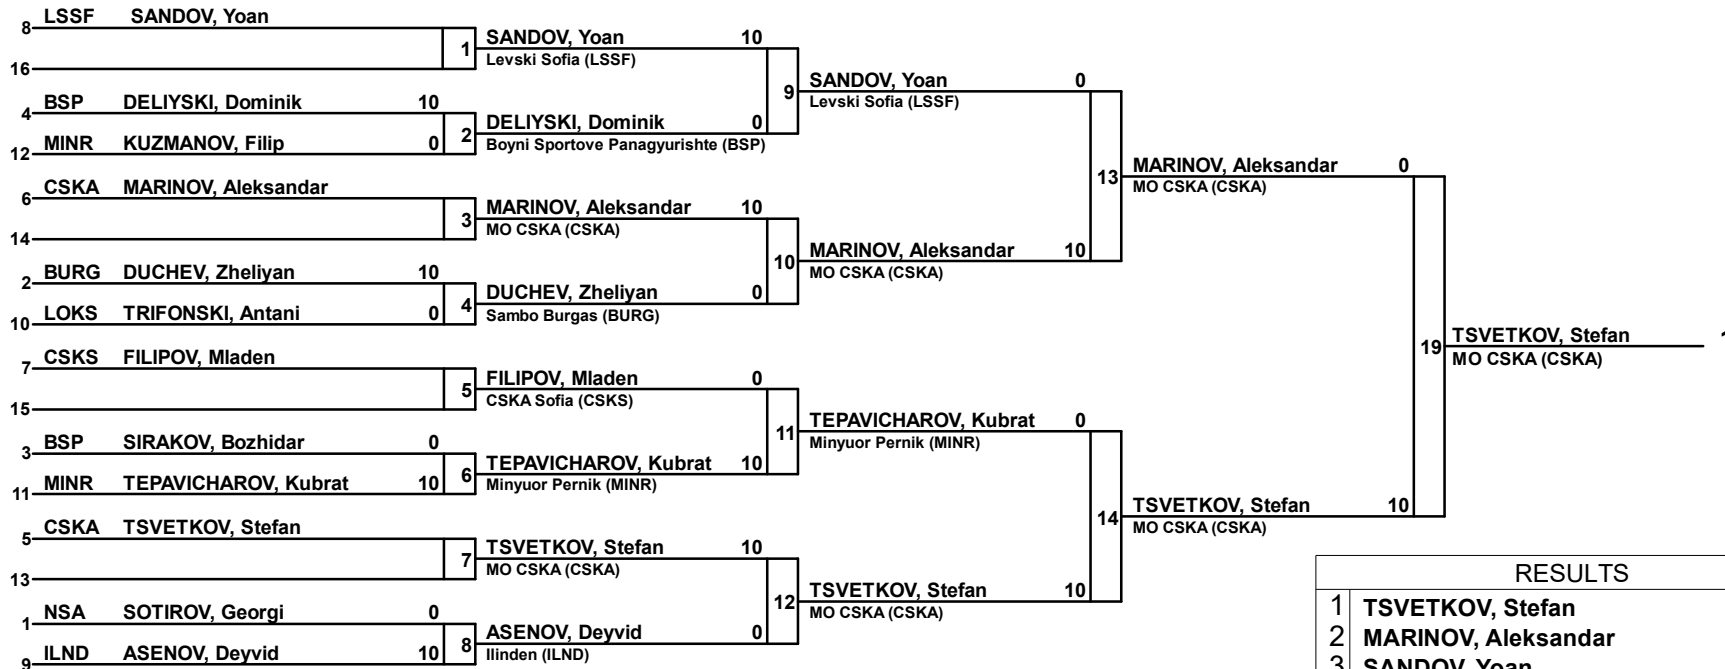 LSSF SANDOV, Yoan
8
1 SANDOV, Yoan 10
Levski Sofia (LSSF)
16
9 SANDOV, Yoan 0
Levski Sofia (LSSF)
BSP DELIYSKI, Dominik 10
4
2 DELIYSKI, Dominik 0
Boyni Sportove Panagyurishte (BSP)
MINR KUZMANOV, Filip 0
12
13 MARINOV, Aleksandar 0
MO CSKA (CSKA)
CSKA MARINOV, Aleksandar
6
3 MARINOV, Aleksandar 10
MO CSKA (CSKA)
14
10 MARINOV, Aleksandar 10
MO CSKA (CSKA)
BURG DUCHEV, Zheliyan 10
2
4 DUCHEV, Zheliyan 0
Sambo Burgas (BURG)
LOKS TRIFONSKI, Antani 0
10
19 TSVETKOV, Stefan
MO CSKA (CSKA)
CSKS FILIPOV, Mladen
7
5 FILIPOV, Mladen 0
CSKA Sofia (CSKS)
15
11 TEPAVICHAROV, Kubrat 0
Minyuor Pernik (MINR)
BSP SIRAKOV, Bozhidar 0
3
6 TEPAVICHAROV, Kubrat 10
Minyuor Pernik (MINR)
MINR TEPAVICHAROV, Kubrat 10
11
14 TSVETKOV, Stefan 10
MO CSKA (CSKA)
CSKA TSVETKOV, Stefan
5
7 TSVETKOV, Stefan 10
MO CSKA (CSKA)
13
12 TSVETKOV, Stefan 10
MO CSKA (CSKA)
NSA SOTIROV, Georgi 0
1
8 ASENOV, Deyvid 0
Ilinden (ILND)
ILND ASENOV, Deyvid 10
9
RESULTS
1 TSVETKOV, Stefan
2 MARINOV, Aleksandar
3 SANDOV, Yoan